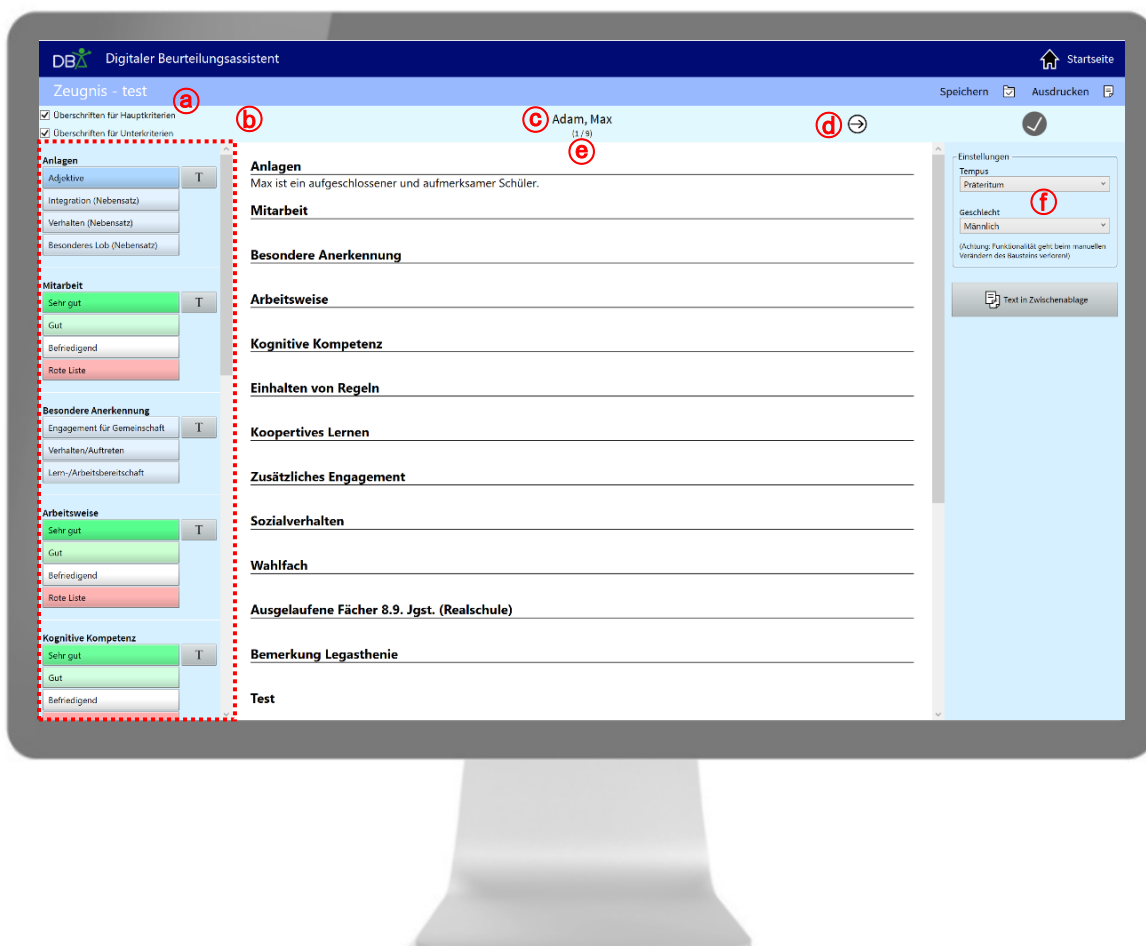 DBA Digitaler Beurteilungsassistent
Startseite
Zeugnis - test
Speichern
Ausdrucken
a
Überschriften für Hauptkriterien
Überschriften für Unterkriterien
b
c
Adam, Max
(1 / 9)
d
e
Anlagen
Adjektive
T
Integration (Nebensatz)
Verhalten (Nebensatz)
Besonderes Lob (Nebensatz)
Mitarbeit
Sehr gut
T
Gut
Befriedigend
Rote Liste
Besondere Anerkennung
Engagement für Gemeinschaft
T
Verhalten/Auftreten
Lern-/Arbeitsbereitschaft
Arbeitsweise
Sehr gut
T
Gut
Befriedigend
Rote Liste
Kognitive Kompetenz
Sehr gut
T
Gut
Befriedigend
Anlagen
Max ist ein aufgeschlossener und aufmerksamer Schüler.
Mitarbeit
Besondere Anerkennung
Arbeitsweise
Kognitive Kompetenz
Einhalten von Regeln
Koopertives Lernen
Zusätzliches Engagement
Sozialverhalten
Wahlfach
Ausgelaufene Fächer 8.9. Jgst. (Realschule)
Bemerkung Legasthenie
Test
Einstellungen
Tempus
Präteritum
f
Geschlecht
Männlich
(Achtung: Funktionalität geht beim manuellen
Verändern des Bausteins verloren!)
Text in Zwischenablage